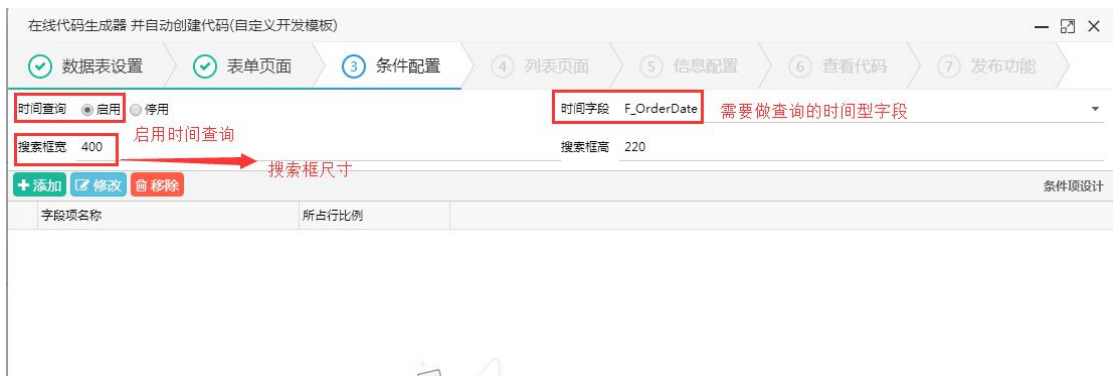 在线代码生成器 并自动创建代码(自定义开发模板)
数据表设置 表单页面 3 条件配置 4 列表页面 5 信息配置 6 查看代码 7 发布功能
时间查询 启用 停用 时间字段 F_OrderDate 需要做查询的时间型字段
启用时间查询
搜索框宽 400 搜索框高 220
搜索框尺寸
添加 修改 移除 条件项设计
字段项名称 所占行比例